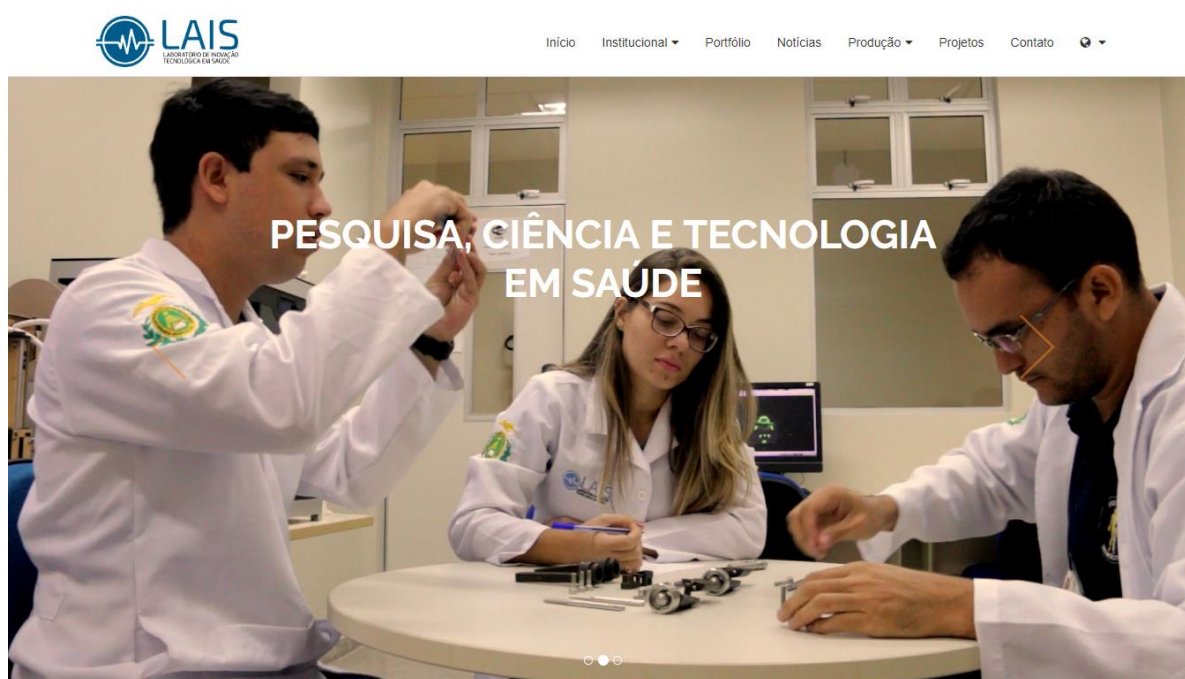 LAIS
LABORATÓRIO DE INOVAÇÃO
TECNOLÓGICA EM SAÚDE
Início Institucional Portfólio Notícias Produção Projetos Contato
PESQUISA, CIÊNCIA E TECNOLOGIA
EM SAÚDE
LAIS